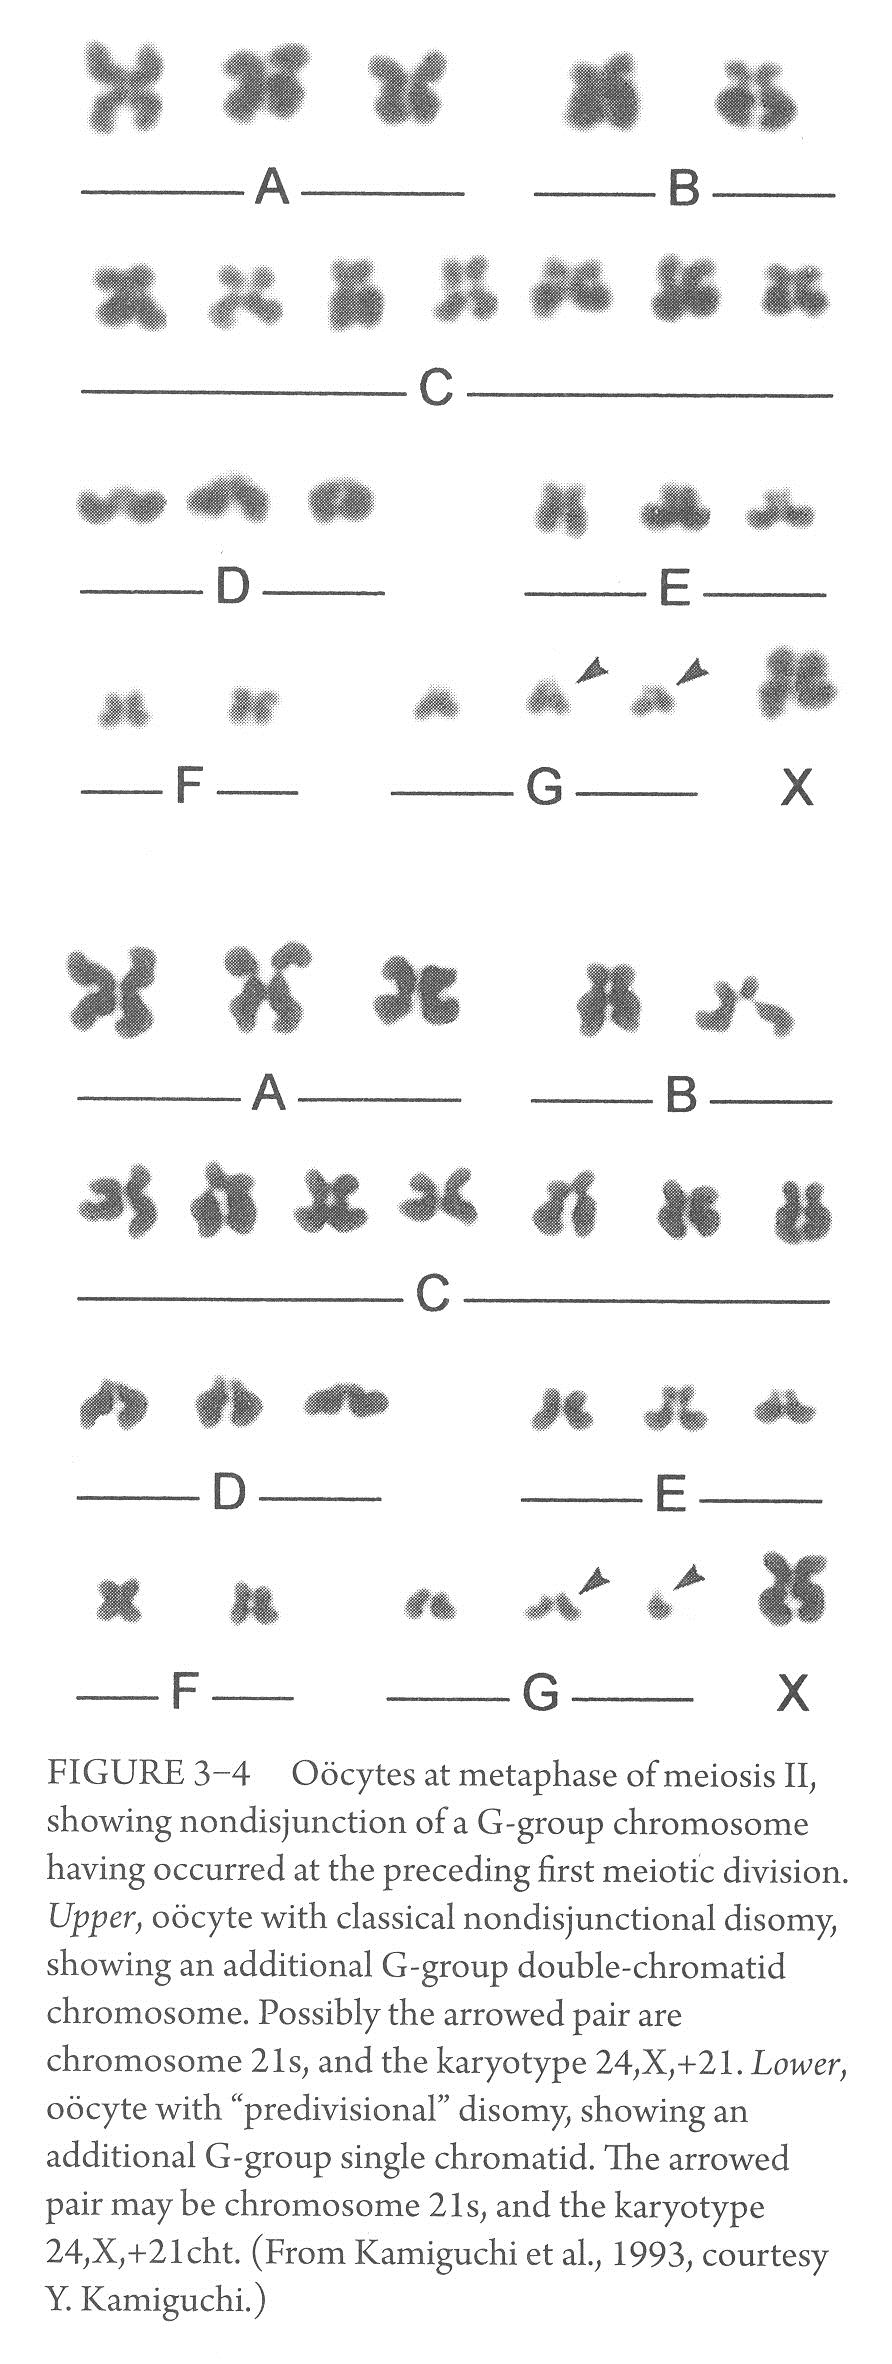 A B
C
D E
F G X
A B
C
D E
F G X
FIGURE 3–4 Oöcytes at metaphase of meiosis II,
showing nondisjunction of a G-group chromosome
having occurred at the preceding first meiotic division.
Upper, oöcyte with classical nondisjunctional disomy,
showing an additional G-group double-chromatid
chromosome. Possibly the arrowed pair are
chromosome 21s, and the karyotype 24,X,+21. Lower,
oöcyte with “predivisional” disomy, showing an
additional G-group single chromatid. The arrowed
pair may be chromosome 21s, and the karyotype
24,X,+21cht. (From Kamiguchi et al., 1993, courtesy
Y. Kamiguchi.)